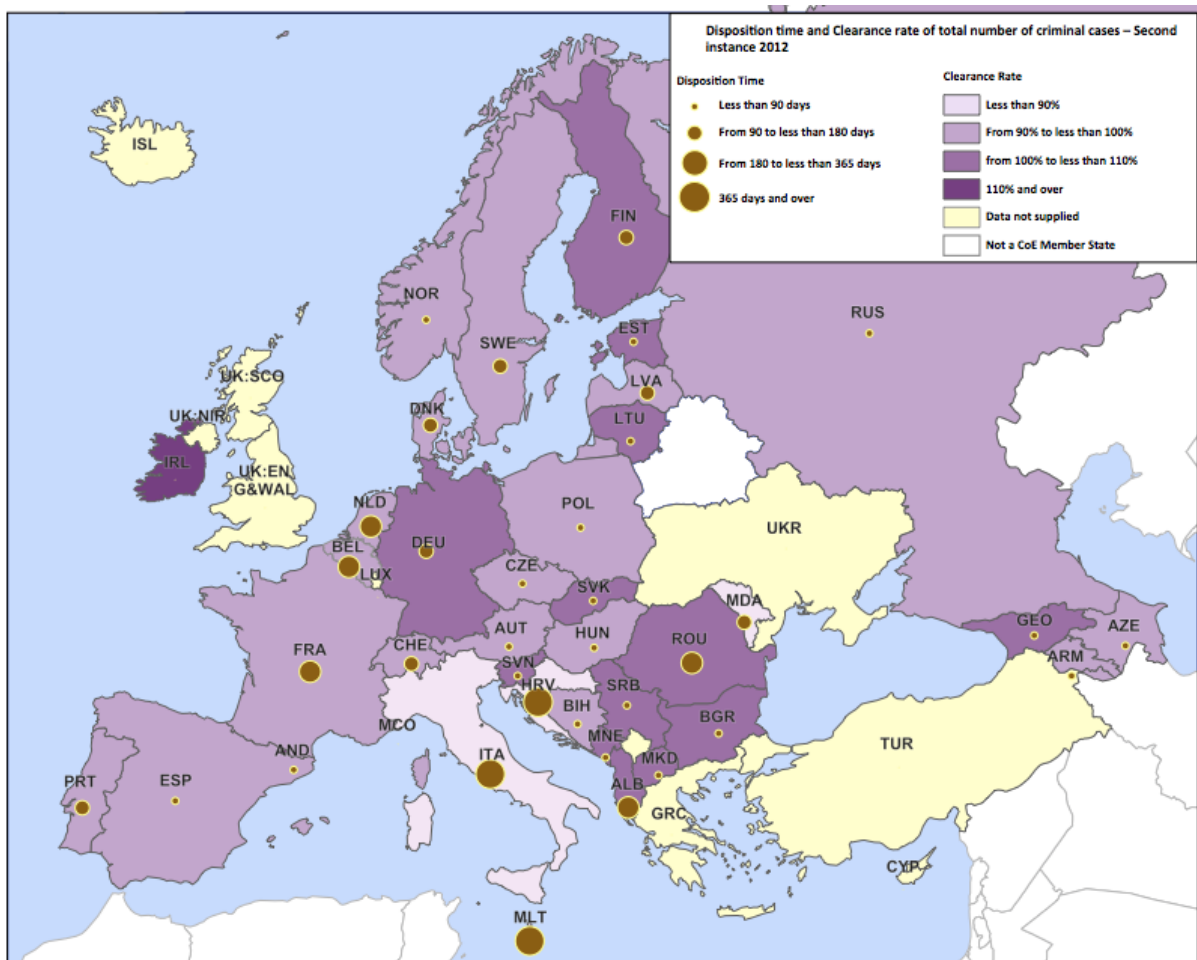 Disposition time and Clearance rate of total number of criminal cases – Second
instance 2012
Disposition Time
Less than 90 days
From 90 to less than 180 days
From 180 to less than 365 days
365 days and over
Clearance Rate
Less than 90%
From 90% to less than 100%
from 100% to less than 110%
110% and over
Data not supplied
Not a CoE Member State
ISL
FIN
NOR
RUS
SWE
EST
UK:SCO
LVA
DNK
UK:NIR
LTU
IRL
UK:EN
G&WAL
NLD
POL
UKR
DEU
BEL
LUX
CZE
SVK
MDA
GEO
AZE
AUT
HUN
ROU
CHE
FRA
ARM
SVN
HRV
SRB
BIH
BGR
MCO
MNE
TUR
AND
ITA
MKD
PRT
ESP
ALB
GRC
CYP
MLT